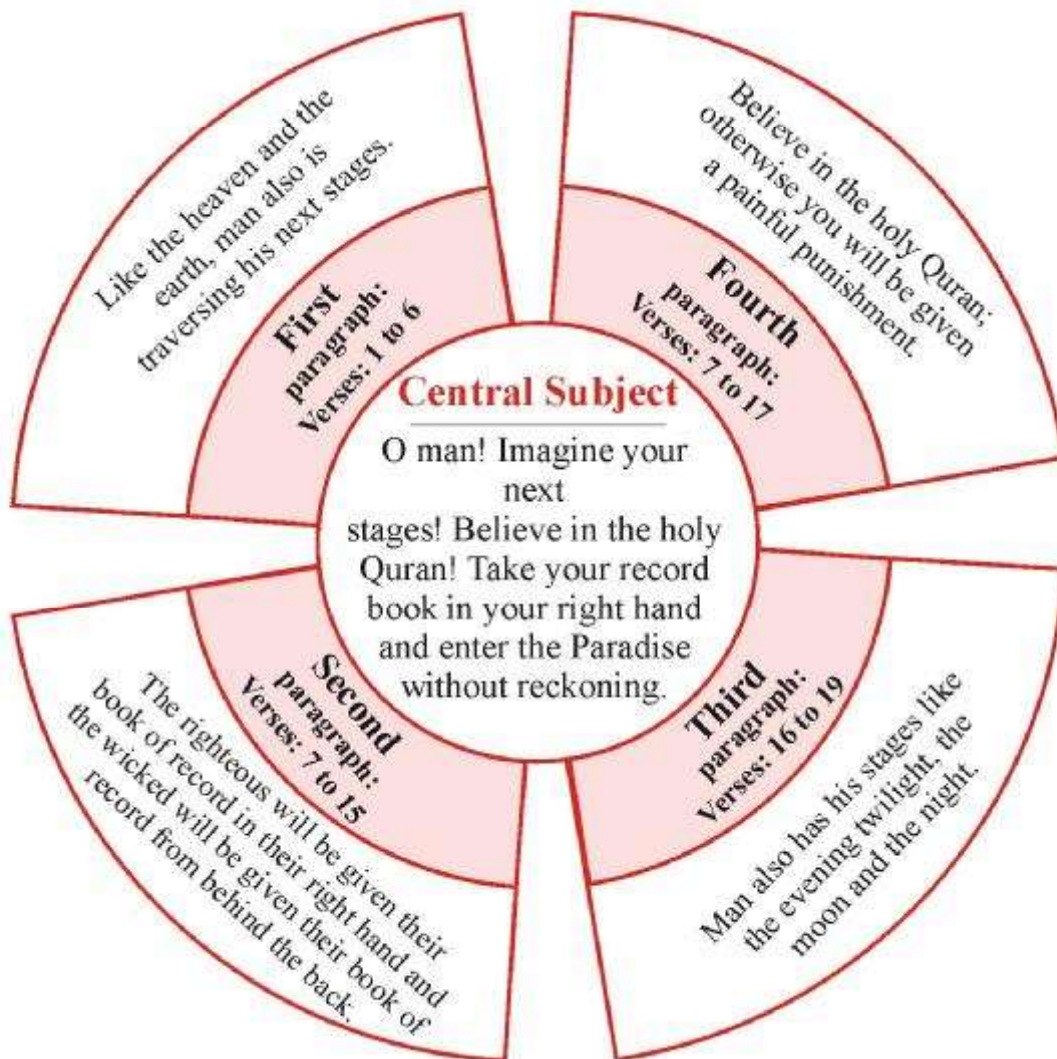 Like the heaven and the
earth, man also is
traversing his next stages.
First
paragraph:
Verses: 1 to 6
Believe in the holy Quran;
otherwise you will be given
a painful punishment.
Fourth
paragraph:
Verses: 7 to 17
Central Subject
O man! Imagine your
next
stages! Believe in the holy
Quran! Take your record
book in your right hand
and enter the Paradise
without reckoning.
Second
paragraph:
Verses: 7 to 15
The righteous will be given their
book of record in their right hand and
the wicked will be given their book of
record from behind the back.
Third
paragraph:
Verses: 16 to 19
Man also has his stages like
the evening twilight, the
moon and the night.